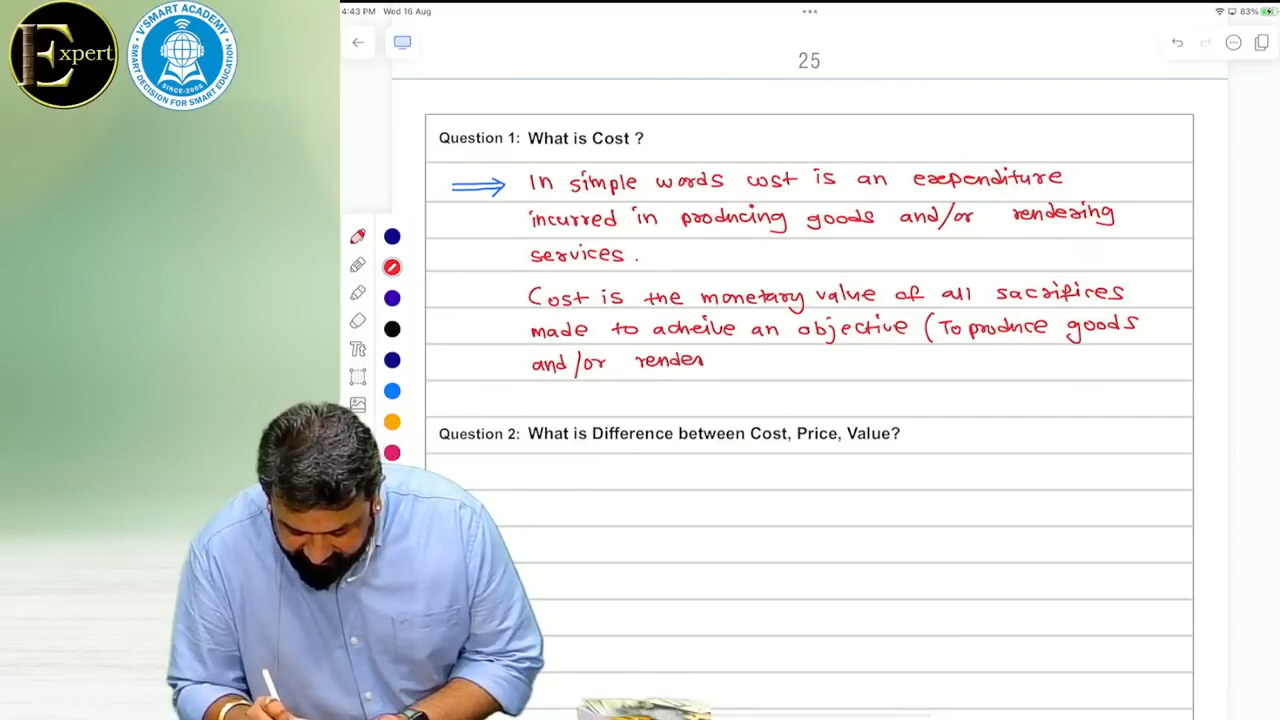 4:43 PM Wed 16 Aug
83%
Expert
V'SMART ACADEMY
SINCE-2005
SMART DECISION FOR SMART EDUCATION
25
Question 1: What is Cost ?
In simple words cost is an expenditure
incurred in producing goods and/or rendering
services.
Cost is the monetary value of all sacrifices
made to acheive an objective (To produce goods
and/or render
Tt
Question 2: What is Difference between Cost, Price, Value?